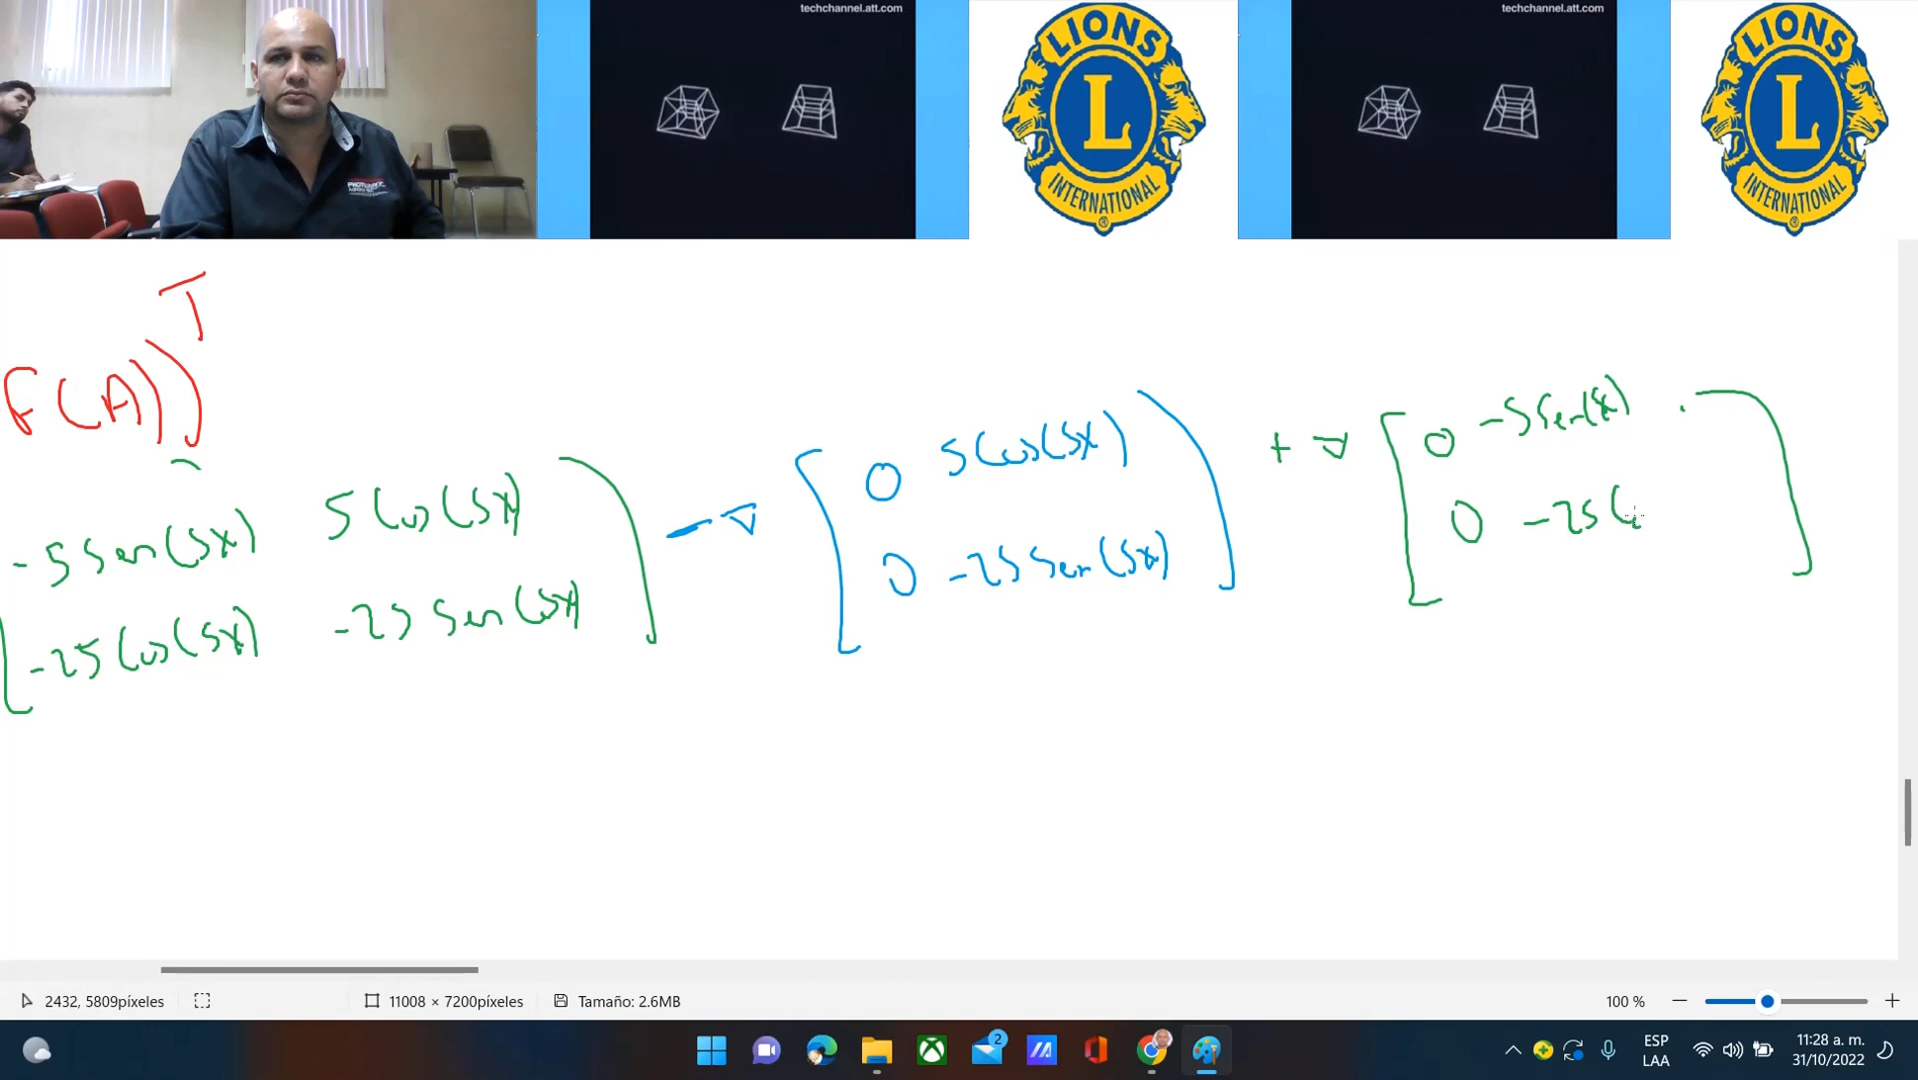 techchannel.att.com
techchannel.att.com
LIONS
L
INTERNATIONAL
®
LIONS
L
INTERNATIONAL
®
T
F(A))
-5Sen(5x) 5Cos(5x)
-25Cos(5x) -25Sen(5x)
-▽
0 5Cos(5x)
0 -25Sen(5x)
+▽
0 -5Sen(5x)
0 -25C
2432, 5809píxeles
11008 × 7200píxeles
Tamaño: 2.6MB
100 %
2
ESP
LAA
11:28 a. m.
31/10/2022